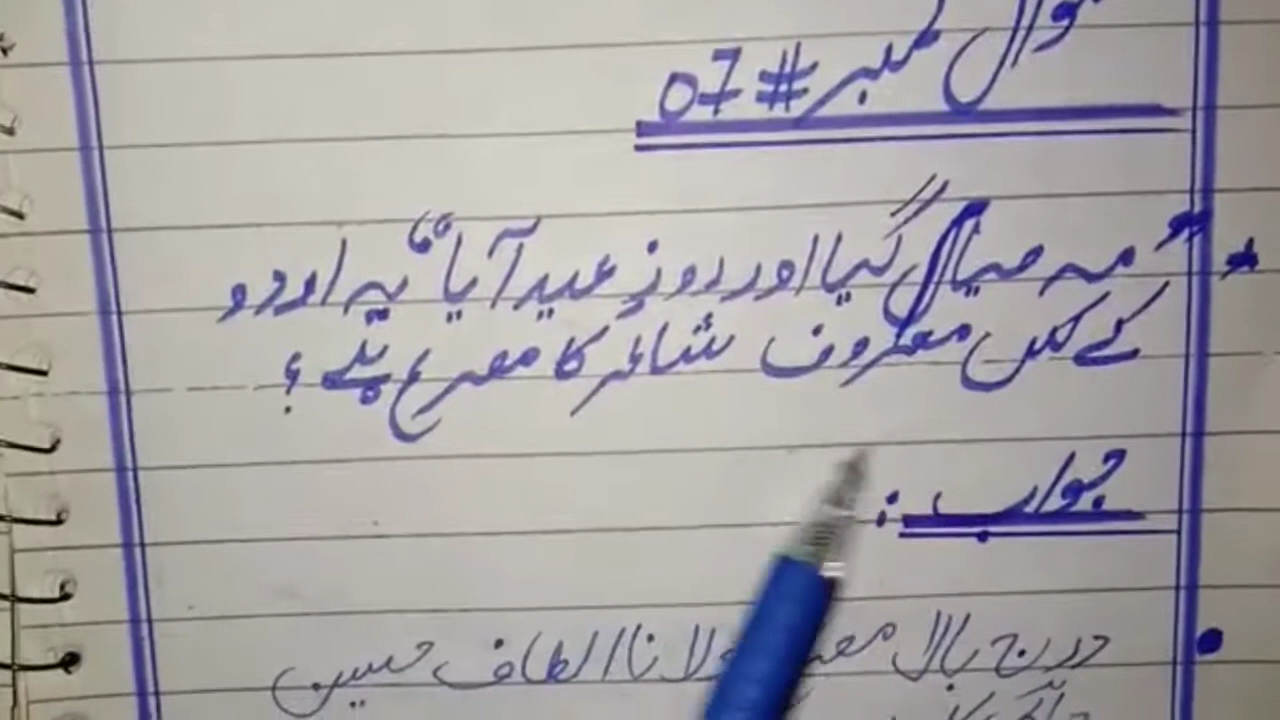 سوال نمبر # 07
"مہ صیام گیا اور روزِ عید آیا" یہ اردو
کے کس معروف شاعر کا مصرع ہے؟
جواب:
درج بالا مولانا الطاف حسین